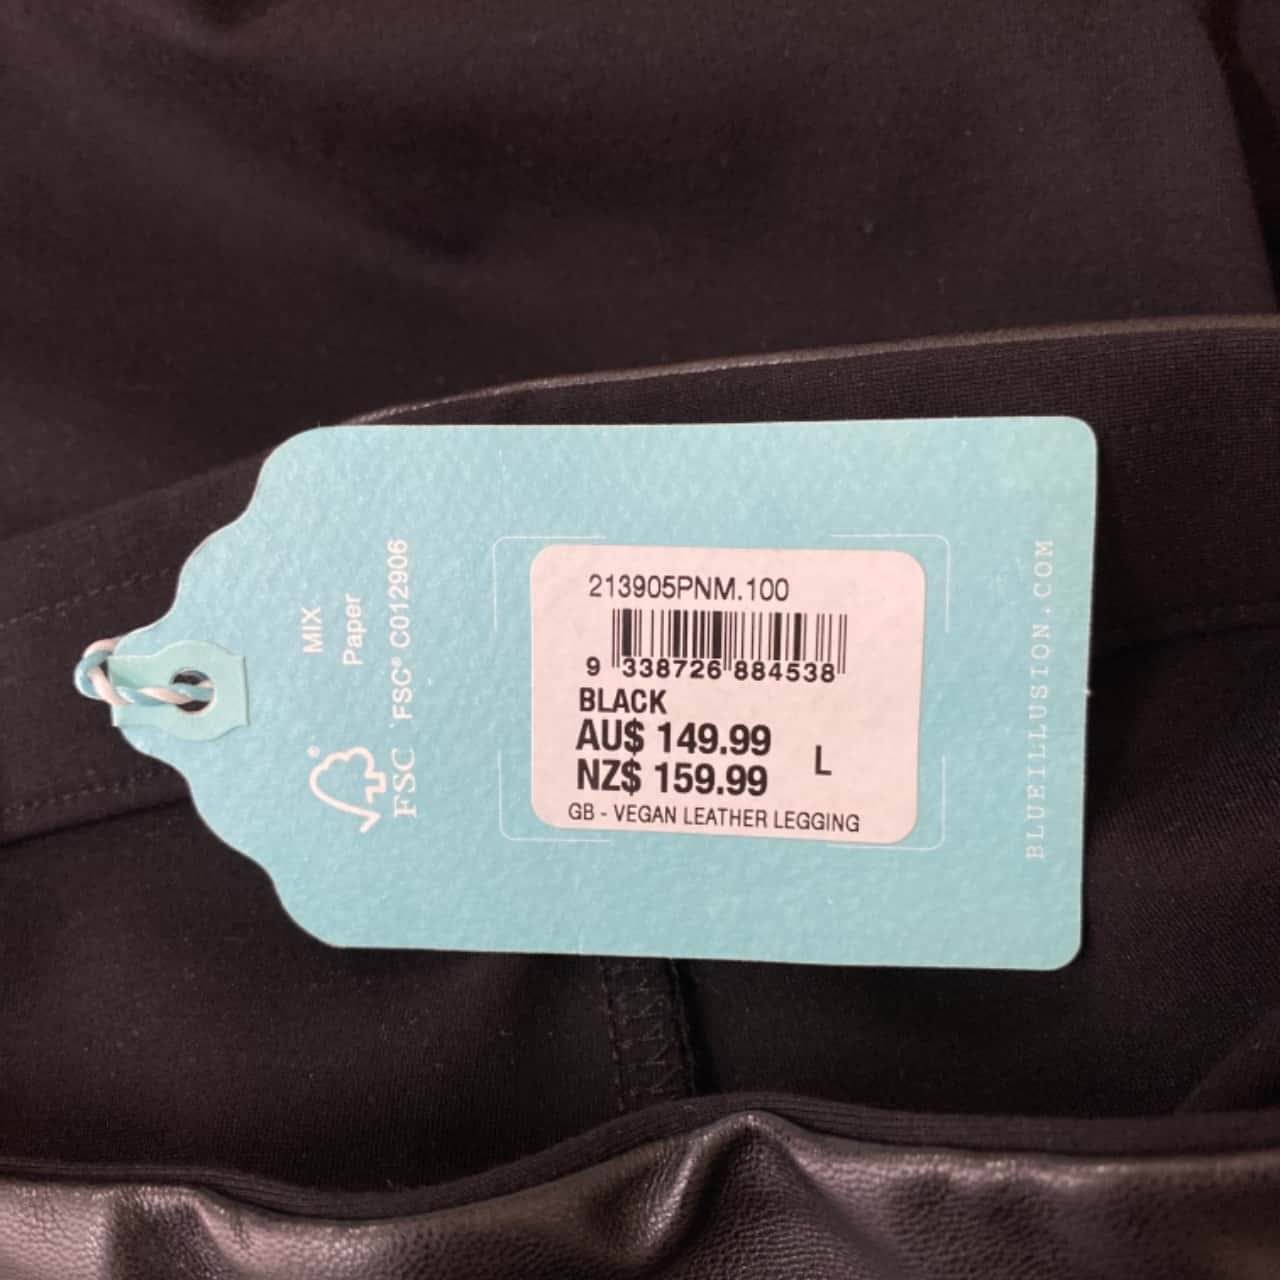 213905PNM.100
9 338726 884538
BLACK
AU$ 149.99
NZ$ 159.99
L
GB - VEGAN LEATHER LEGGING
MIX
Paper
FSC® C012906
®
FSC
BLUEILLUSION.COM